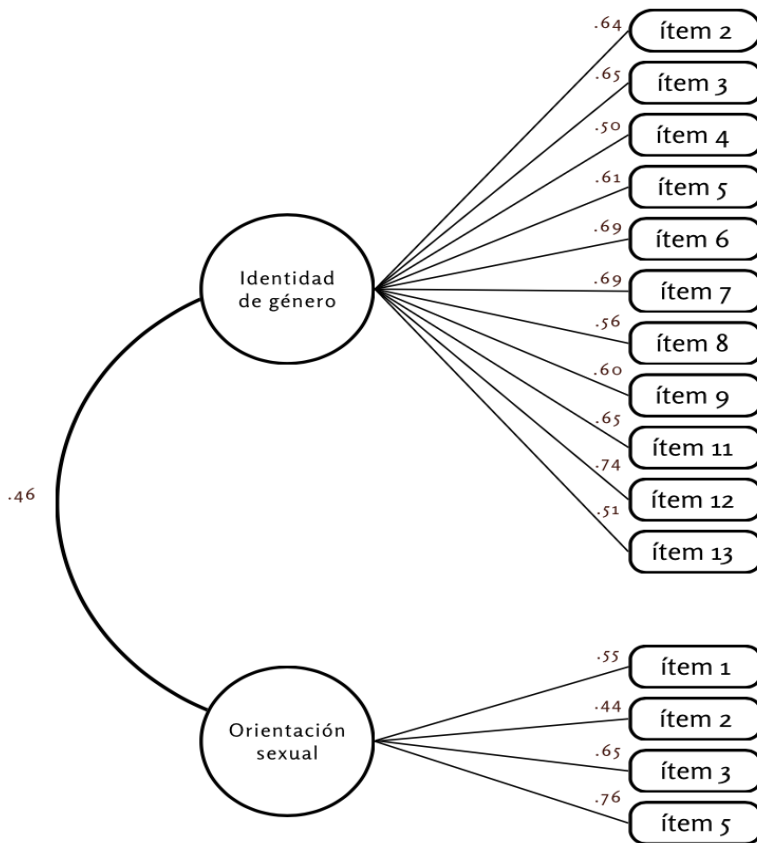 .64 ítem 2
.65 ítem 3
.50 ítem 4
.61 ítem 5
.69 ítem 6
.69 ítem 7
.56 ítem 8
.60 ítem 9
.65 ítem 11
.74 ítem 12
.51 ítem 13
Identidad
de género
.46
Orientación
sexual
.55 ítem 1
.44 ítem 2
.65 ítem 3
.76 ítem 5